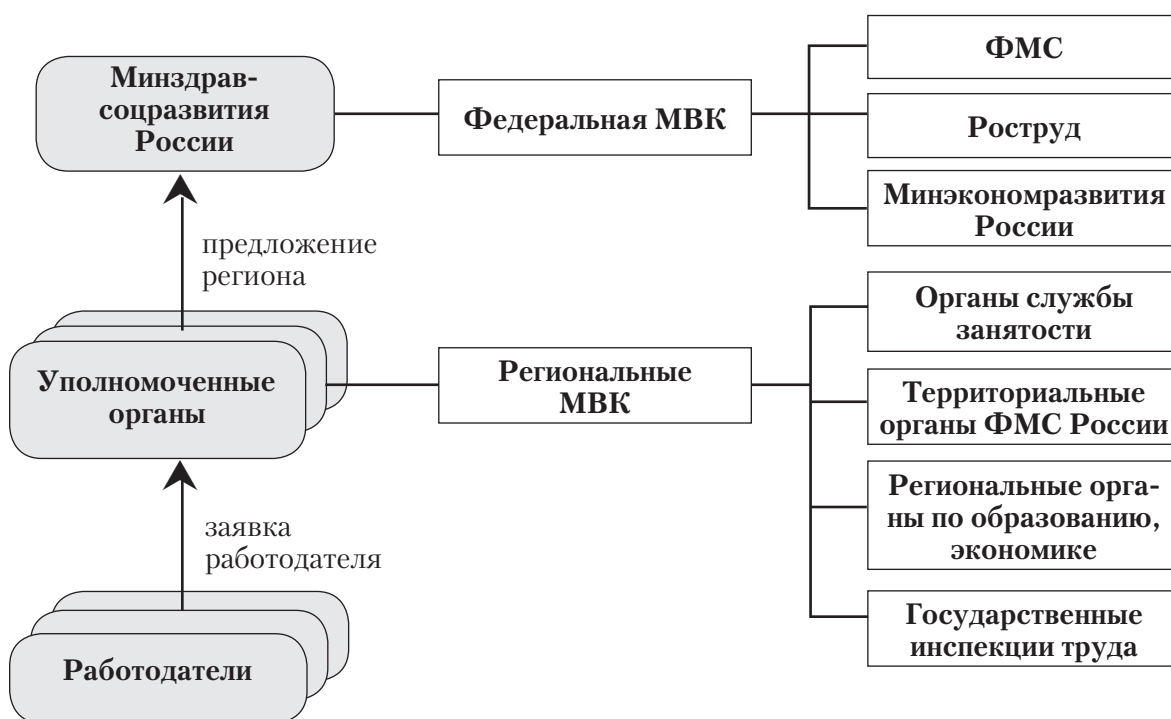 Минздрав-
соцразвития
России
Федеральная МВК
ФМС
Роструд
Минэкономразвития
России
предложение
региона
Уполномоченные
органы
Региональные
МВК
Органы службы
занятости
Территориальные
органы ФМС России
Региональные орга-
ны по образованию,
экономике
Государственные
инспекции труда
заявка
работодателя
Работодатели